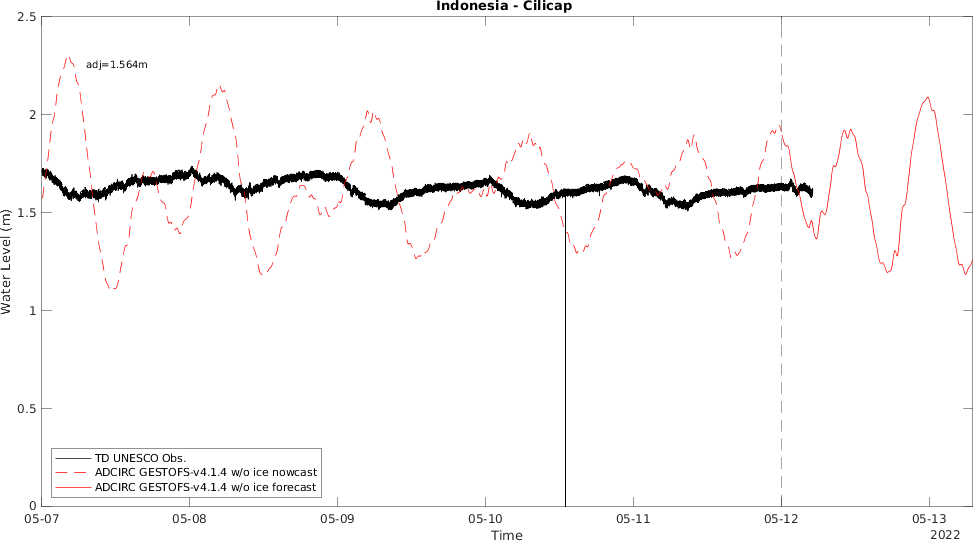 Indonesia - Cilicap
2.5
adj=1.564m
2
1.5
Water Level (m)
1
0.5
TD UNESCO Obs.
ADCIRC GESTOFS-v4.1.4 w/o ice nowcast
ADCIRC GESTOFS-v4.1.4 w/o ice forecast
0
05-07 05-08 05-09 05-10 05-11 05-12 05-13
Time
2022